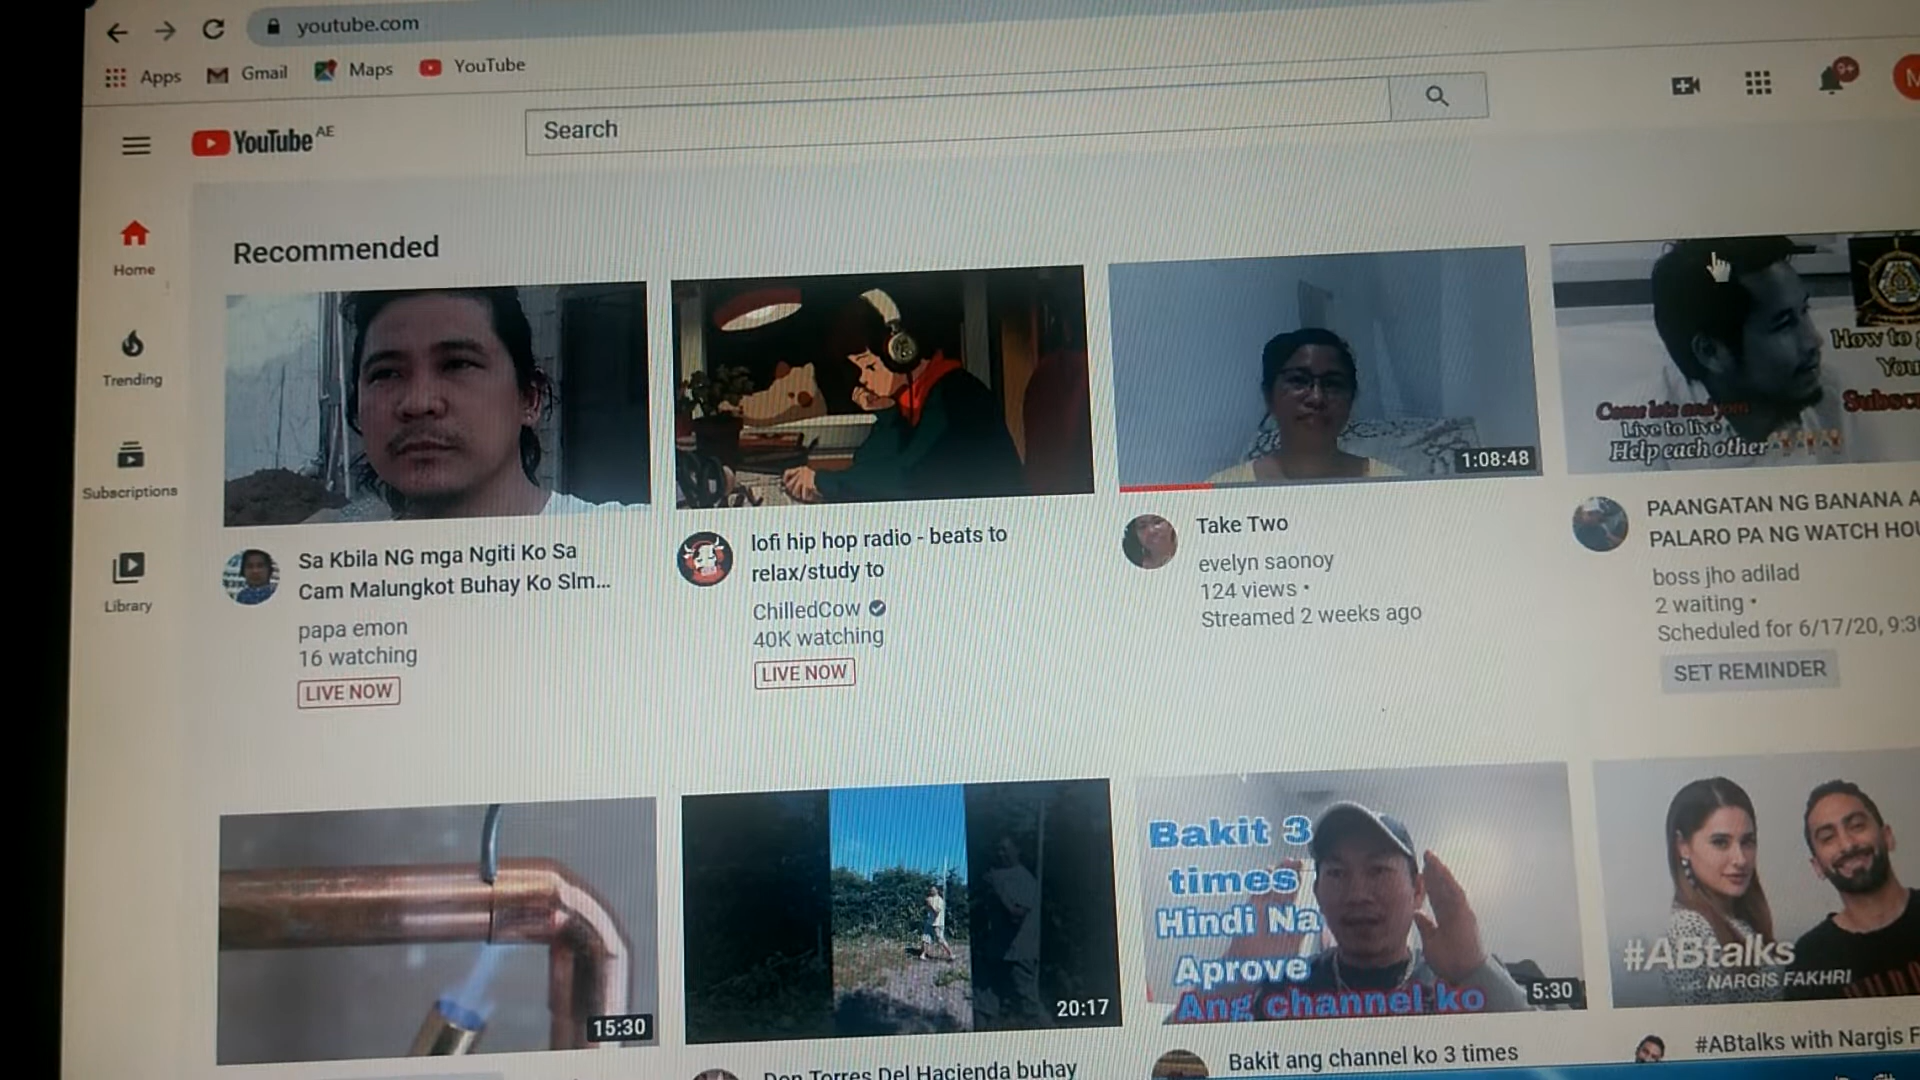 youtube.com
Apps
Gmail
Maps
YouTube
9+
M
YouTube AE
Search
Home
Trending
Subscriptions
Library
Recommended
1:08:48
How to
You
Come lets and
Live to live
Help each other
Sa Kbila NG mga Ngiti Ko Sa
Cam Malungkot Buhay Ko Slm...
papa emon
16 watching
LIVE NOW
lofi hip hop radio - beats to
relax/study to
ChilledCow
40K watching
LIVE NOW
Take Two
evelyn saonoy
124 views •
Streamed 2 weeks ago
PAANGATAN NG BANANA A
PALARO PA NG WATCH HOU
boss jho adilad
2 waiting •
Scheduled for 6/17/20, 9:30
SET REMINDER
15:30
20:17
Bakit 3
times
Hindi Na
Aprove
Ang channel ko
5:30
#ABtalks
NARGIS FAKHRI
Don Torres Del Hacienda buhay
Bakit ang channel ko 3 times
#ABtalks with Nargis F